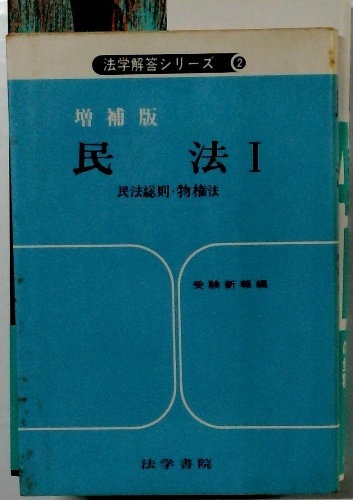 法学解答シリーズ 2
増補版
民法 I
民法総則・物権法
受験新報編
法学書院